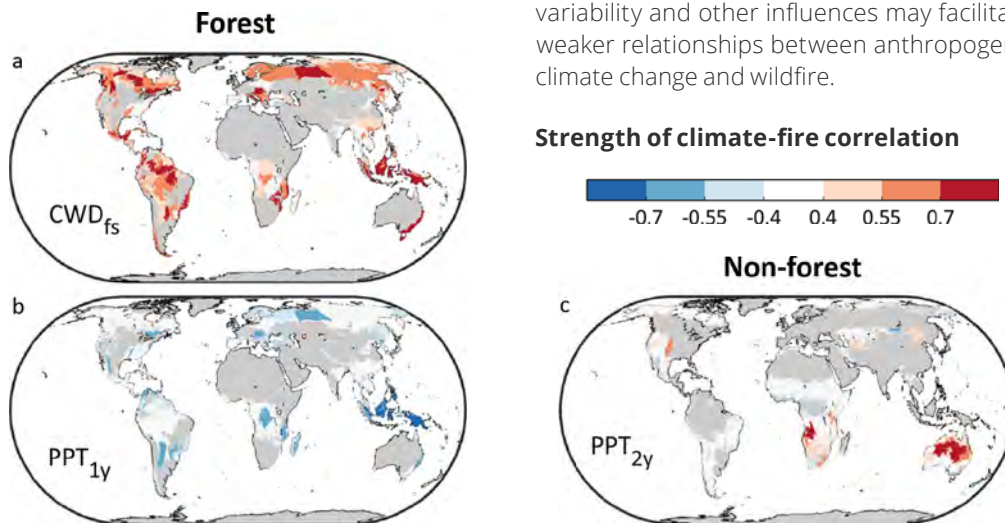 Forest
a
CWDfs
b
PPT1y
variability and other influences may facilita
weaker relationships between anthropoger
climate change and wildfire.
Strength of climate-fire correlation
-0.7 -0.55 -0.4 0.4 0.55 0.7
Non-forest
c
PPT2y